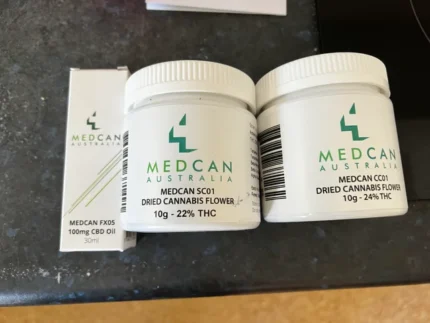 MEDCAN
AUSTRALIA
MEDCAN FX05
100mg CBD Oil
30ml
MEDCAN
AUSTRALIA
MEDCAN SC01
DRIED CANNABIS FLOWER
10g - 22% THC
MEDCAN
AUSTRALIA
MEDCAN CC01
DRIED CANNABIS FLOWER
10g - 24% THC